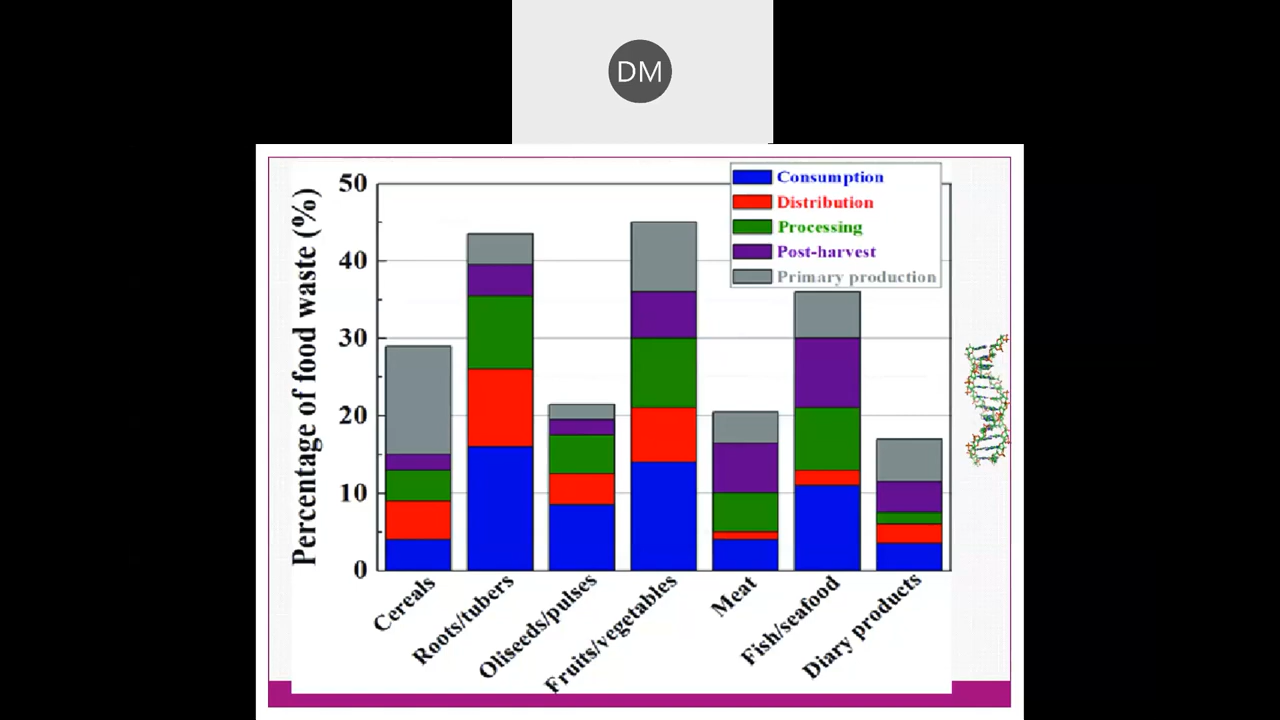 DM
Percentage of food waste (%)
50
40
30
20
10
0
Consumption
Distribution
Processing
Post-harvest
Primary production
Cereals
Roots/tubers
Oliseeds/pulses
Fruits/vegetables
Meat
Fish/seafood
Diary products